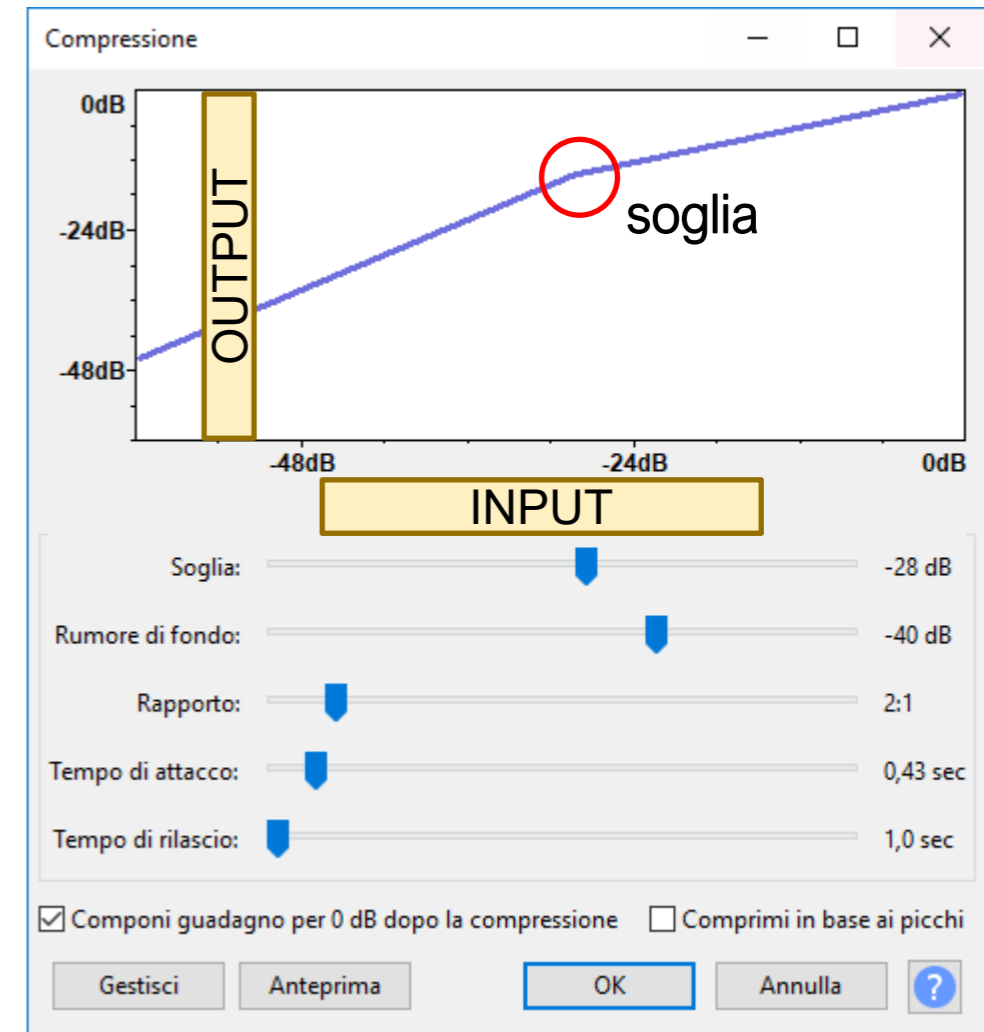 Compressione
0dB
OUTPUT
soglia
-24dB
-48dB
-48dB -24dB 0dB
INPUT
Soglia: -28 dB
Rumore di fondo: -40 dB
Rapporto: 2:1
Tempo di attacco: 0,43 sec
Tempo di rilascio: 1,0 sec
Componi guadagno per 0 dB dopo la compressione Comprimi in base ai picchi
Gestisci Anteprima OK Annulla ?